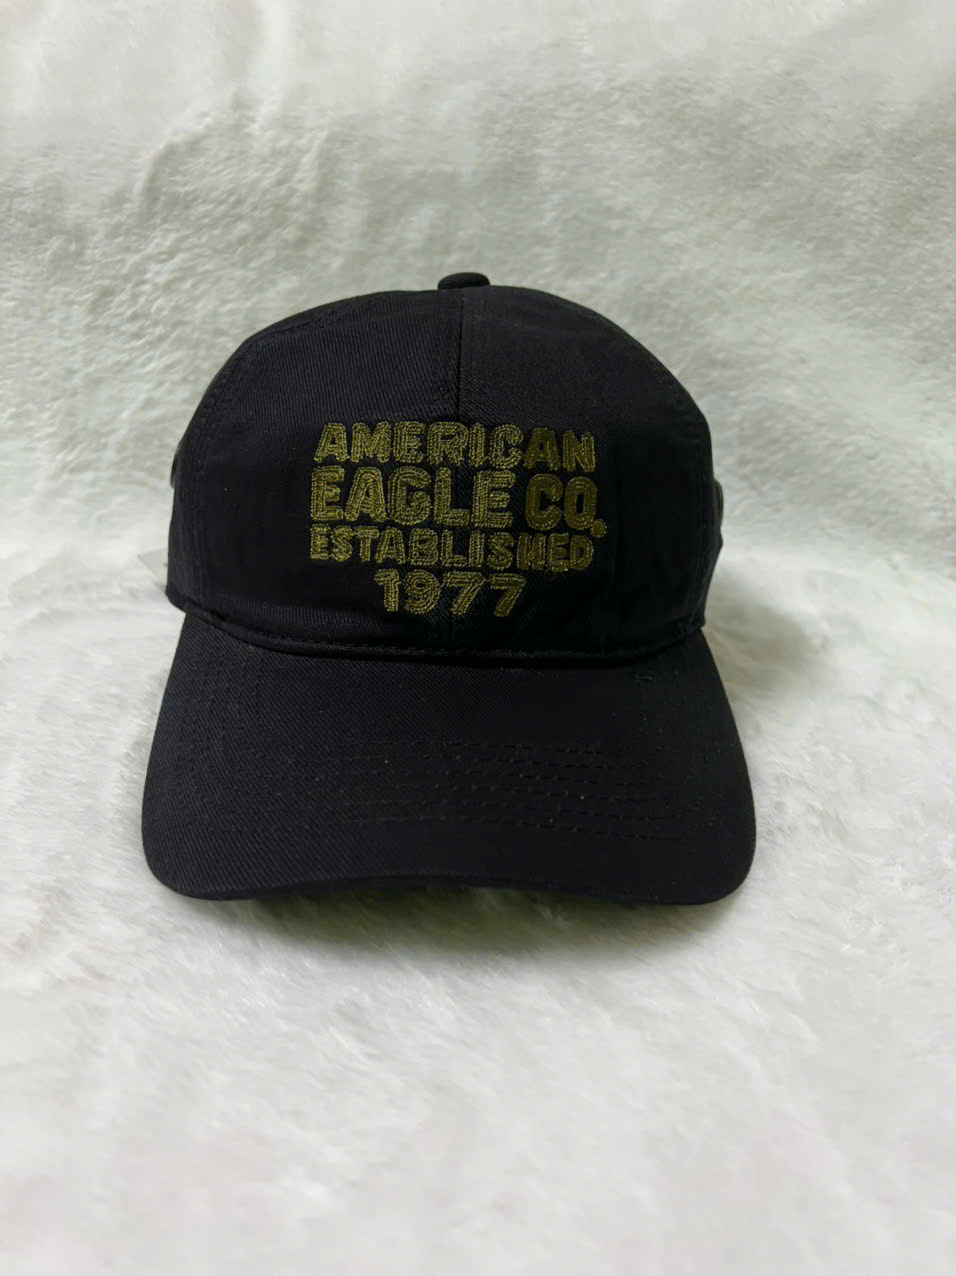 AMERICAN
EAGLE CO.
ESTABLISHED
1977